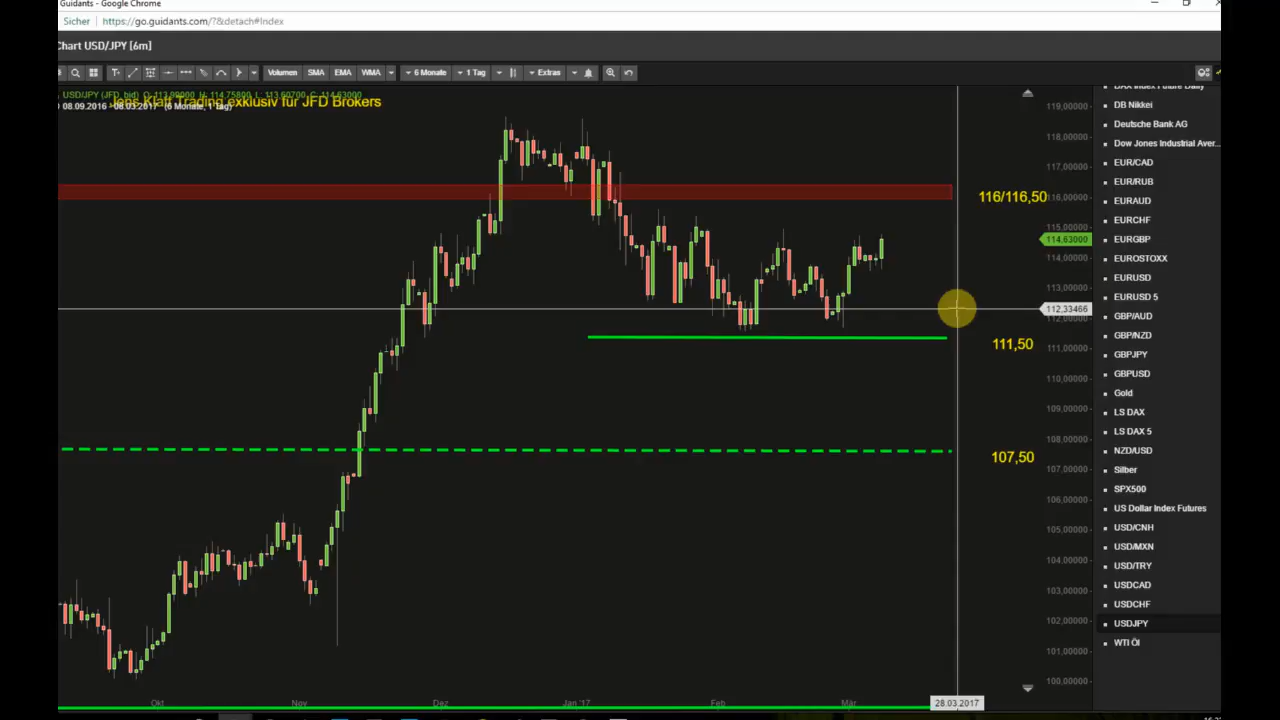 Guidants - Google Chrome
Sicher https://go.guidants.com/?&detach#Index
Chart USD/JPY [6m]
Volumen SMA EMA WMA 6 Monate 1 Tag Extras
USD/JPY (JFD, bid) O: 113,99000 H: 114,75800 L: 113,60700 C: 114,63000
Jens Klatt Trading exklusiv für JFD Brokers
08.09.2016 - 08.03.2017 (6 Monate, 1 Tag)
119,00000
118,00000
117,00000
116/116,50
116,00000
115,00000
114,63000
114,00000
113,00000
112,33466
112,00000
111,50
111,00000
110,00000
109,00000
108,00000
107,50
107,00000
106,00000
105,00000
104,00000
103,00000
102,00000
101,00000
100,00000
Okt Nov Dez Jan '17 Feb Mär 28.03.2017
DAX Index Future Daily
DB Nikkei
Deutsche Bank AG
Dow Jones Industrial Aver...
EUR/CAD
EUR/RUB
EURAUD
EURCHF
EURGBP
EUROSTOXX
EURUSD
EURUSD 5
GBP/AUD
GBP/NZD
GBPJPY
GBPUSD
Gold
LS DAX
LS DAX 5
NZD/USD
Silber
SPX500
US Dollar Index Futures
USD/CNH
USD/MXN
USD/TRY
USDCAD
USDCHF
USDJPY
WTI Öl